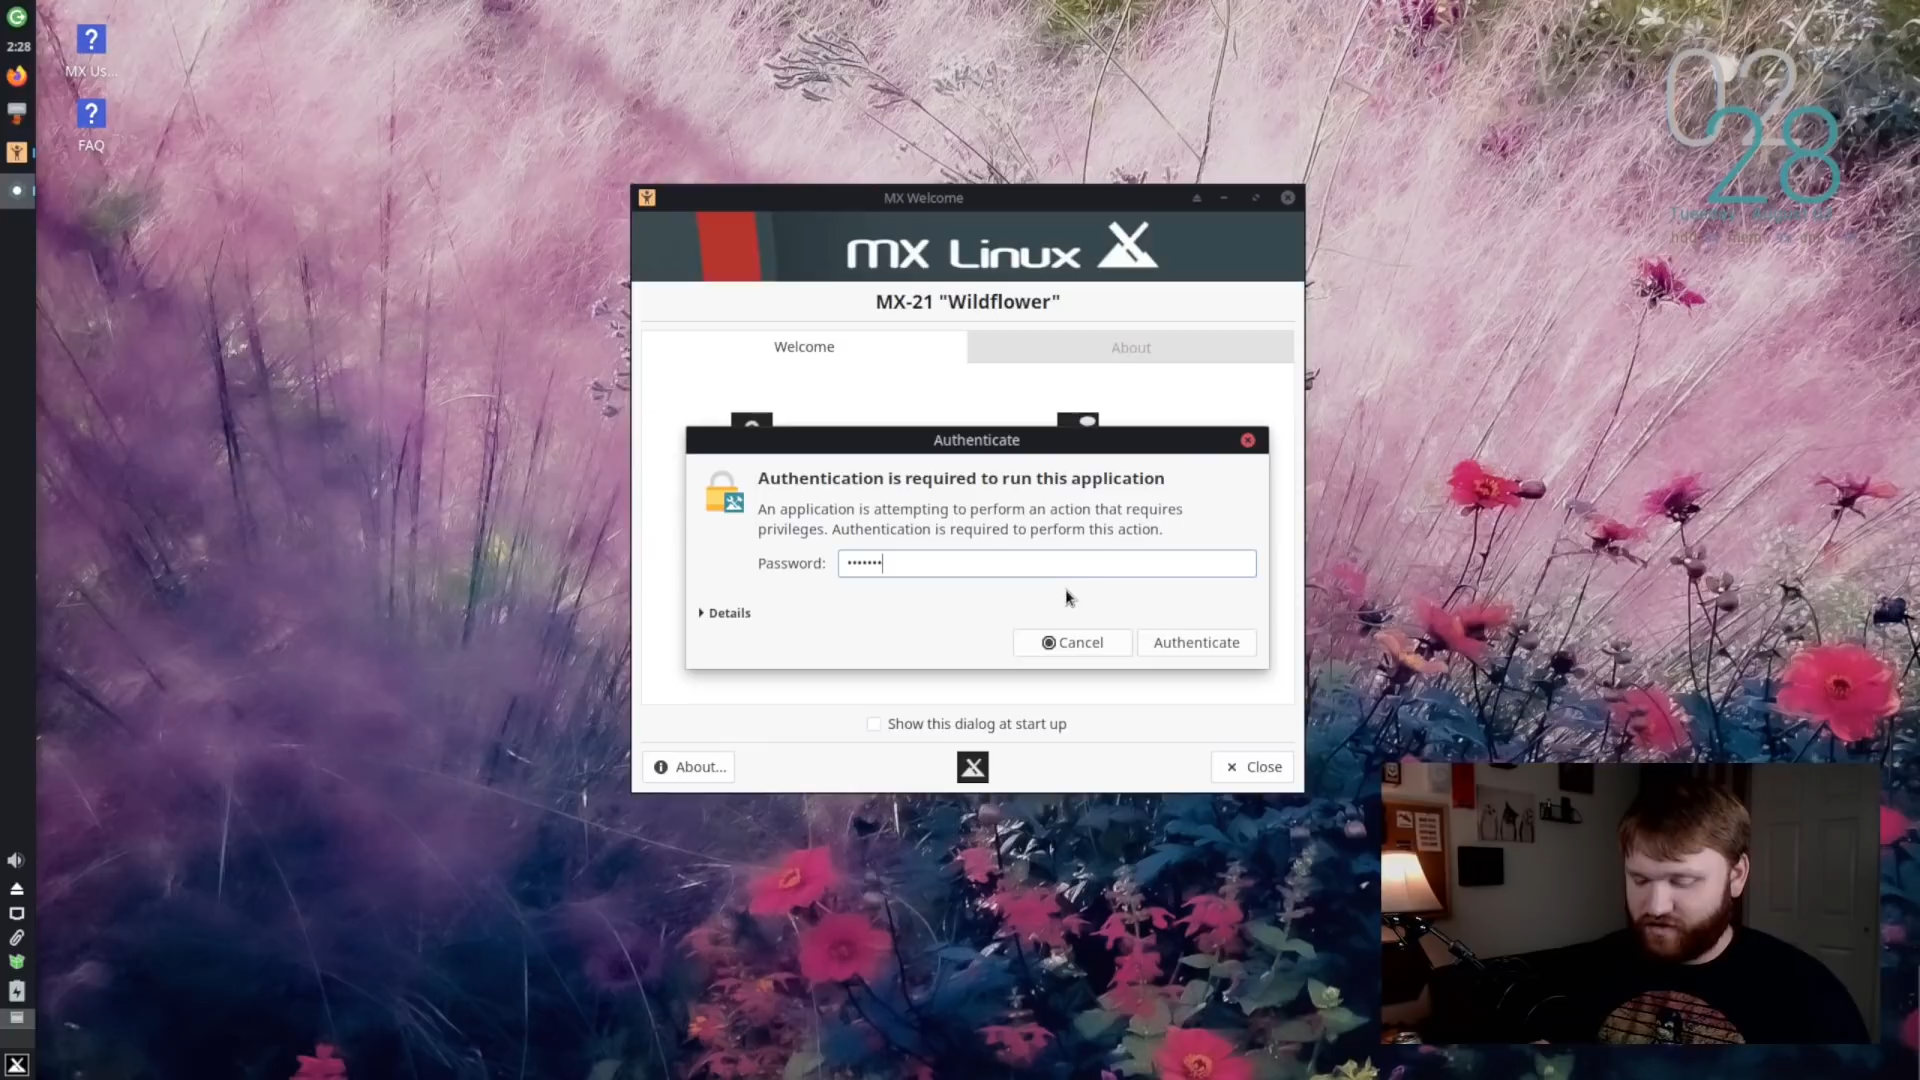 2:28
MX Us...
FAQ
02
28
MX Welcome
MX Linux
MX-21 "Wildflower"
Welcome
About
Authenticate
Authentication is required to run this application
An application is attempting to perform an action that requires
privileges. Authentication is required to perform this action.
Password: •••••••
Details
Cancel
Authenticate
Show this dialog at start up
About...
Close